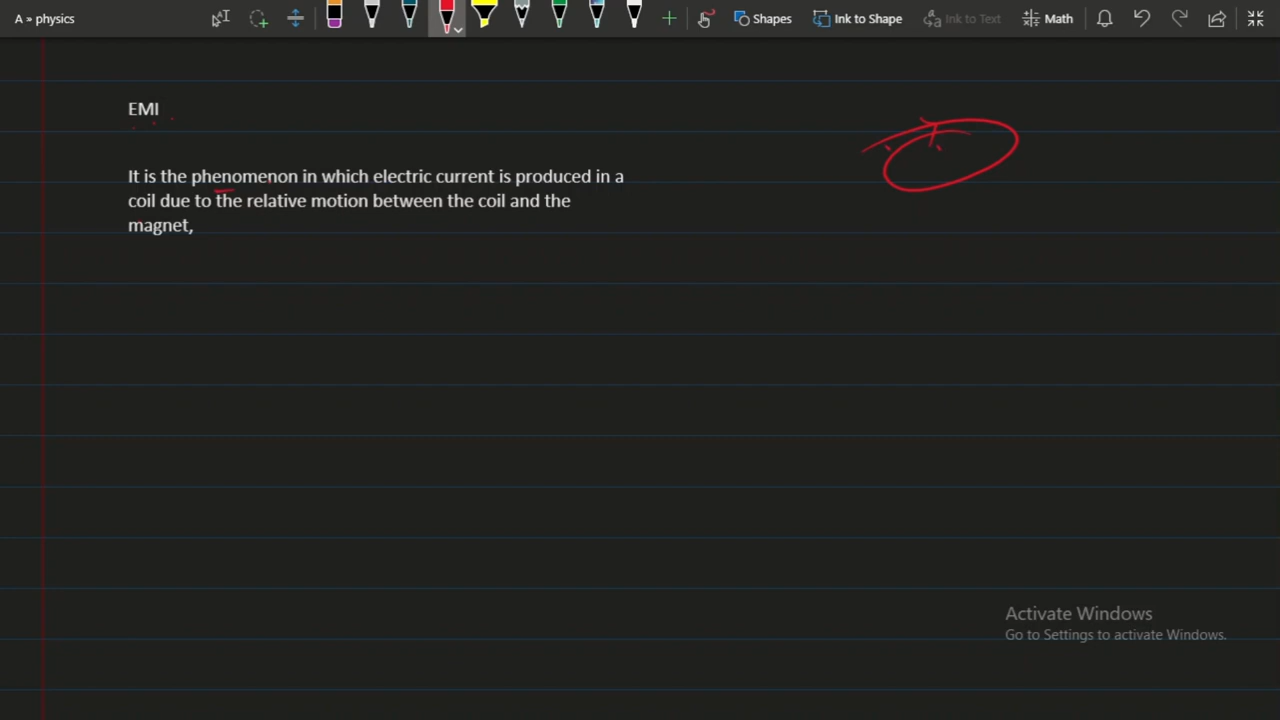 A » physics
Shapes
Ink to Shape
Ink to Text
Math
EMI
It is the phenomenon in which electric current is produced in a
coil due to the relative motion between the coil and the
magnet,
Activate Windows
Go to Settings to activate Windows.